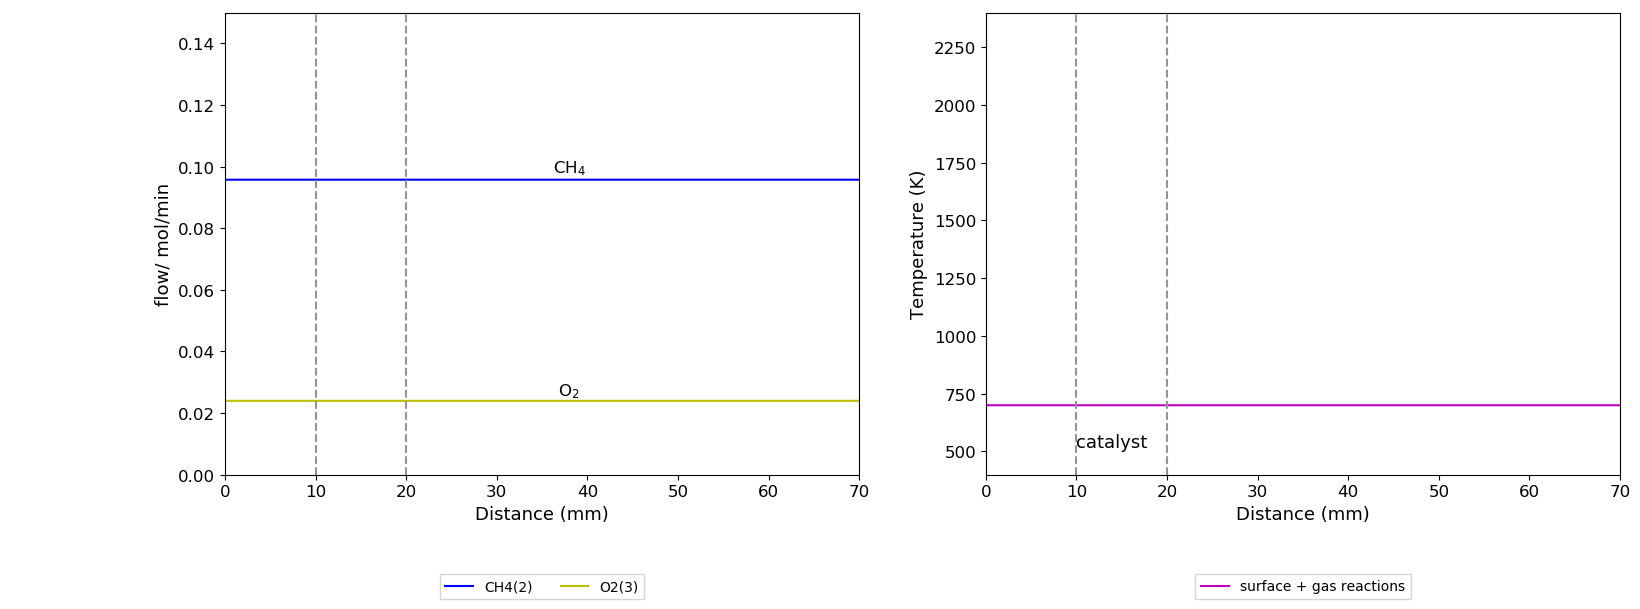 0.14
0.12
0.10
0.08
0.06
0.04
0.02
0.00
flow/ mol/min
CH₄
O₂
0 10 20 30 40 50 60 70
Distance (mm)
CH4(2) O2(3)
2250
2000
1750
1500
1250
1000
750
500
Temperature (K)
catalyst
0 10 20 30 40 50 60 70
Distance (mm)
surface + gas reactions